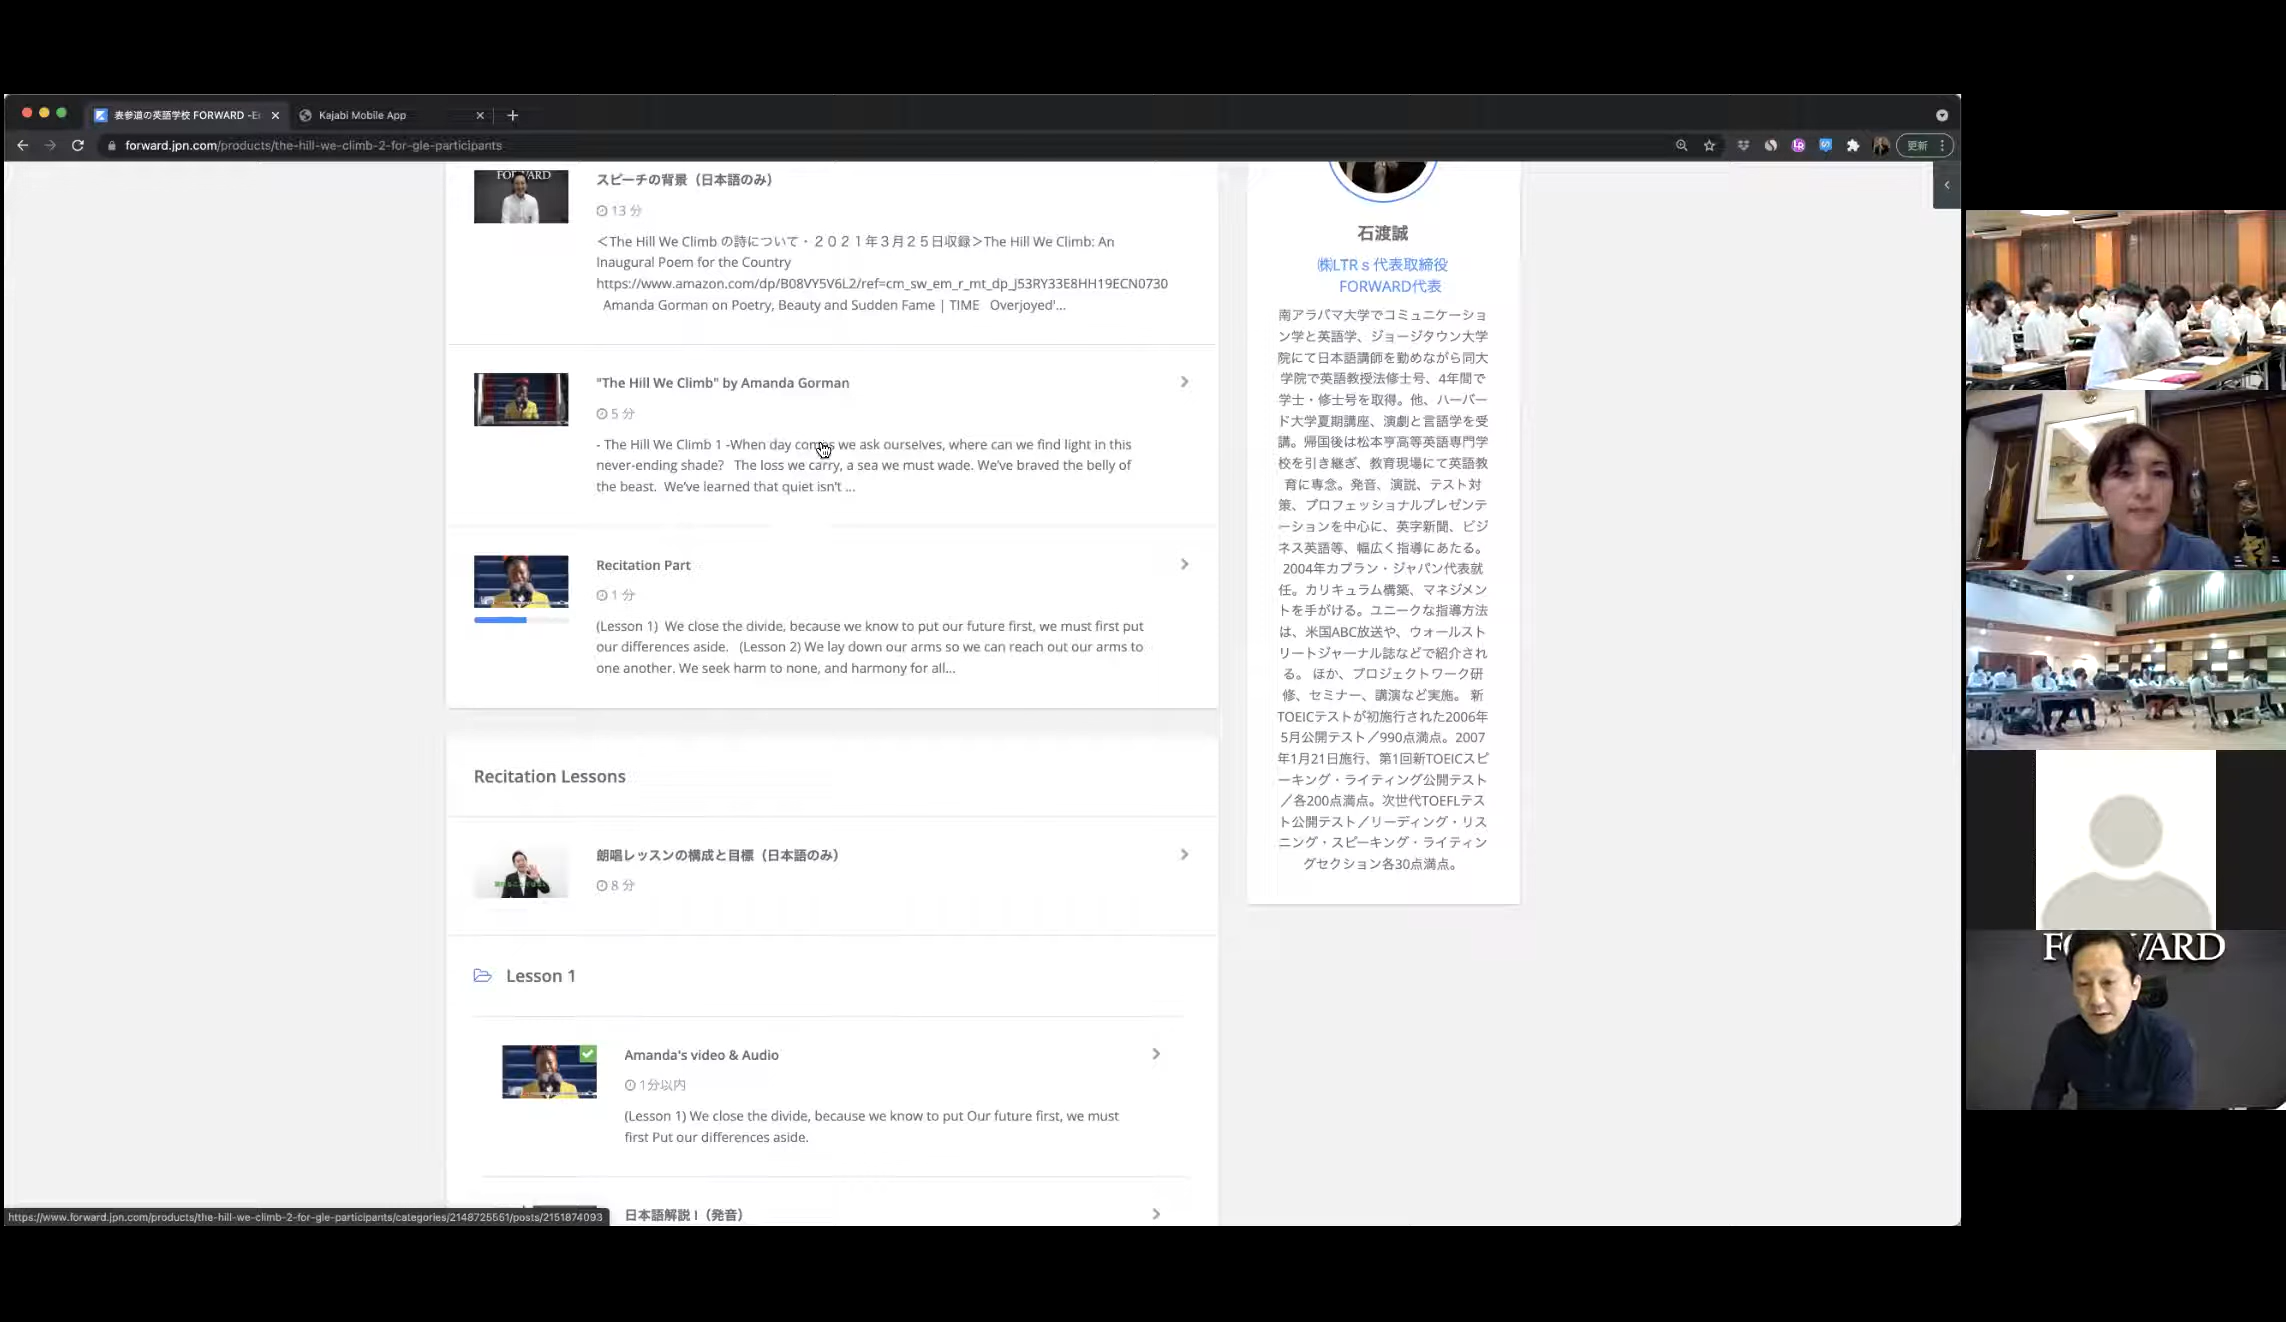 表参道の英語学校 FORWARD -E
Kajabi Mobile App
forward.jpn.com/products/the-hill-we-climb-2-for-gle-participants
更新
スピーチの背景（日本語のみ）
13 分
＜The Hill We Climb の詩について・２０２１年３月２５日収録＞The Hill We Climb: An
Inaugural Poem for the Country
https://www.amazon.com/dp/B08VY5V6L2/ref=cm_sw_em_r_mt_dp_J53RY33E8HH19ECN0730
Amanda Gorman on Poetry, Beauty and Sudden Fame | TIME Overjoyed'...
"The Hill We Climb" by Amanda Gorman
5 分
- The Hill We Climb 1 -When day comes we ask ourselves, where can we find light in this
never-ending shade? The loss we carry, a sea we must wade. We've braved the belly of
the beast. We've learned that quiet isn't ...
Recitation Part
1 分
(Lesson 1) We close the divide, because we know to put our future first, we must first put
our differences aside. (Lesson 2) We lay down our arms so we can reach out our arms to
one another. We seek harm to none, and harmony for all...
Recitation Lessons
朗唱レッスンの構成と目標（日本語のみ）
8 分
Lesson 1
Amanda's video & Audio
1分以内
(Lesson 1) We close the divide, because we know to put Our future first, we must
first Put our differences aside.
日本語解説 I（発音）
https://www.forward.jpn.com/products/the-hill-we-climb-2-for-gle-participants/categories/2148725551/posts/2151874093
石渡誠
㈱LTRｓ代表取締役
FORWARD代表
南アラバマ大学でコミュニケーショ
ン学と英語学、ジョージタウン大学
院にて日本語講師を勤めながら同大
学院で英語教授法修士号、4年間で
学士・修士号を取得。他、ハーバー
ド大学夏期講座、演劇と言語学を受
講。帰国後は松本亨高等英語専門学
校を引き継ぎ、教育現場にて英語教
育に専念。発音、演説、テスト対
策、プロフェッショナルプレゼンテ
ーションを中心に、英字新聞、ビジ
ネス英語等、幅広く指導にあたる。
2004年カプラン・ジャパン代表就
任。カリキュラム構築、マネジメン
トを手がける。ユニークな指導方法
は、米国ABC放送や、ウォールスト
リートジャーナル誌などで紹介され
る。 ほか、プロジェクトワーク研
修、セミナー、講演など実施。 新
TOEICテストが初施行された2006年
5月公開テスト／990点満点。2007
年1月21日施行、第1回新TOEICスピ
ーキング・ライティング公開テスト
／各200点満点。次世代TOEFLテス
ト公開テスト／リーディング・リス
ニング・スピーキング・ライティン
グセクション各30点満点。